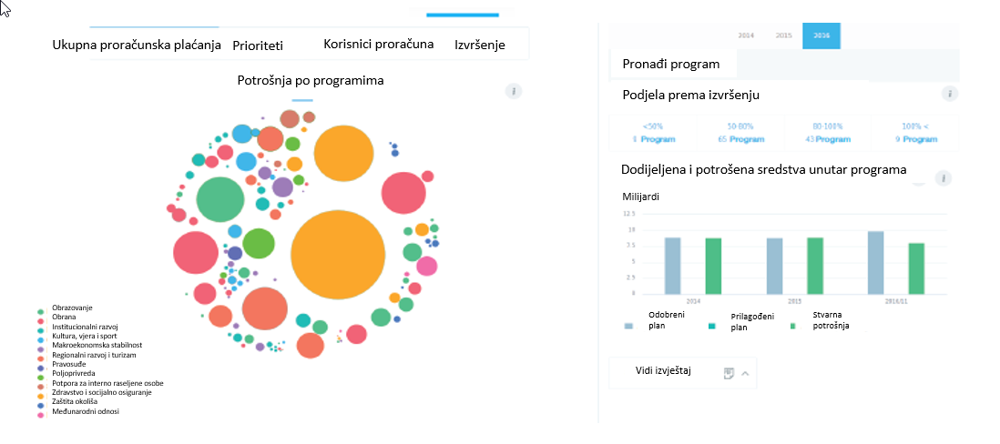 Ukupna proračunska plaćanja Prioriteti Korisnici proračuna Izvršenje
Potrošnja po programima
i
Obrazovanje
Obrana
Institucionalni razvoj
Kultura, vjera i sport
Makroekonomska stabilnost
Regionalni razvoj i turizam
Pravosuđe
Poljoprivreda
Potpora za interno raseljene osobe
Zdravstvo i socijalno osiguranje
Zaštita okoliša
Međunarodni odnosi
2014 2015 2016
Pronađi program
Podjela prema izvršenju
i
<50% 50-80% 80-100% 100% <
Program 65 Program 43 Program 9 Program
Dodijeljena i potrošena sredstva unutar programa
i
Milijardi
12.5
10
5
2.5
0
2014 2015 2016/11
Odobreni plan
Prilagođeni plan
Stvarna potrošnja
Vidi izvještaj